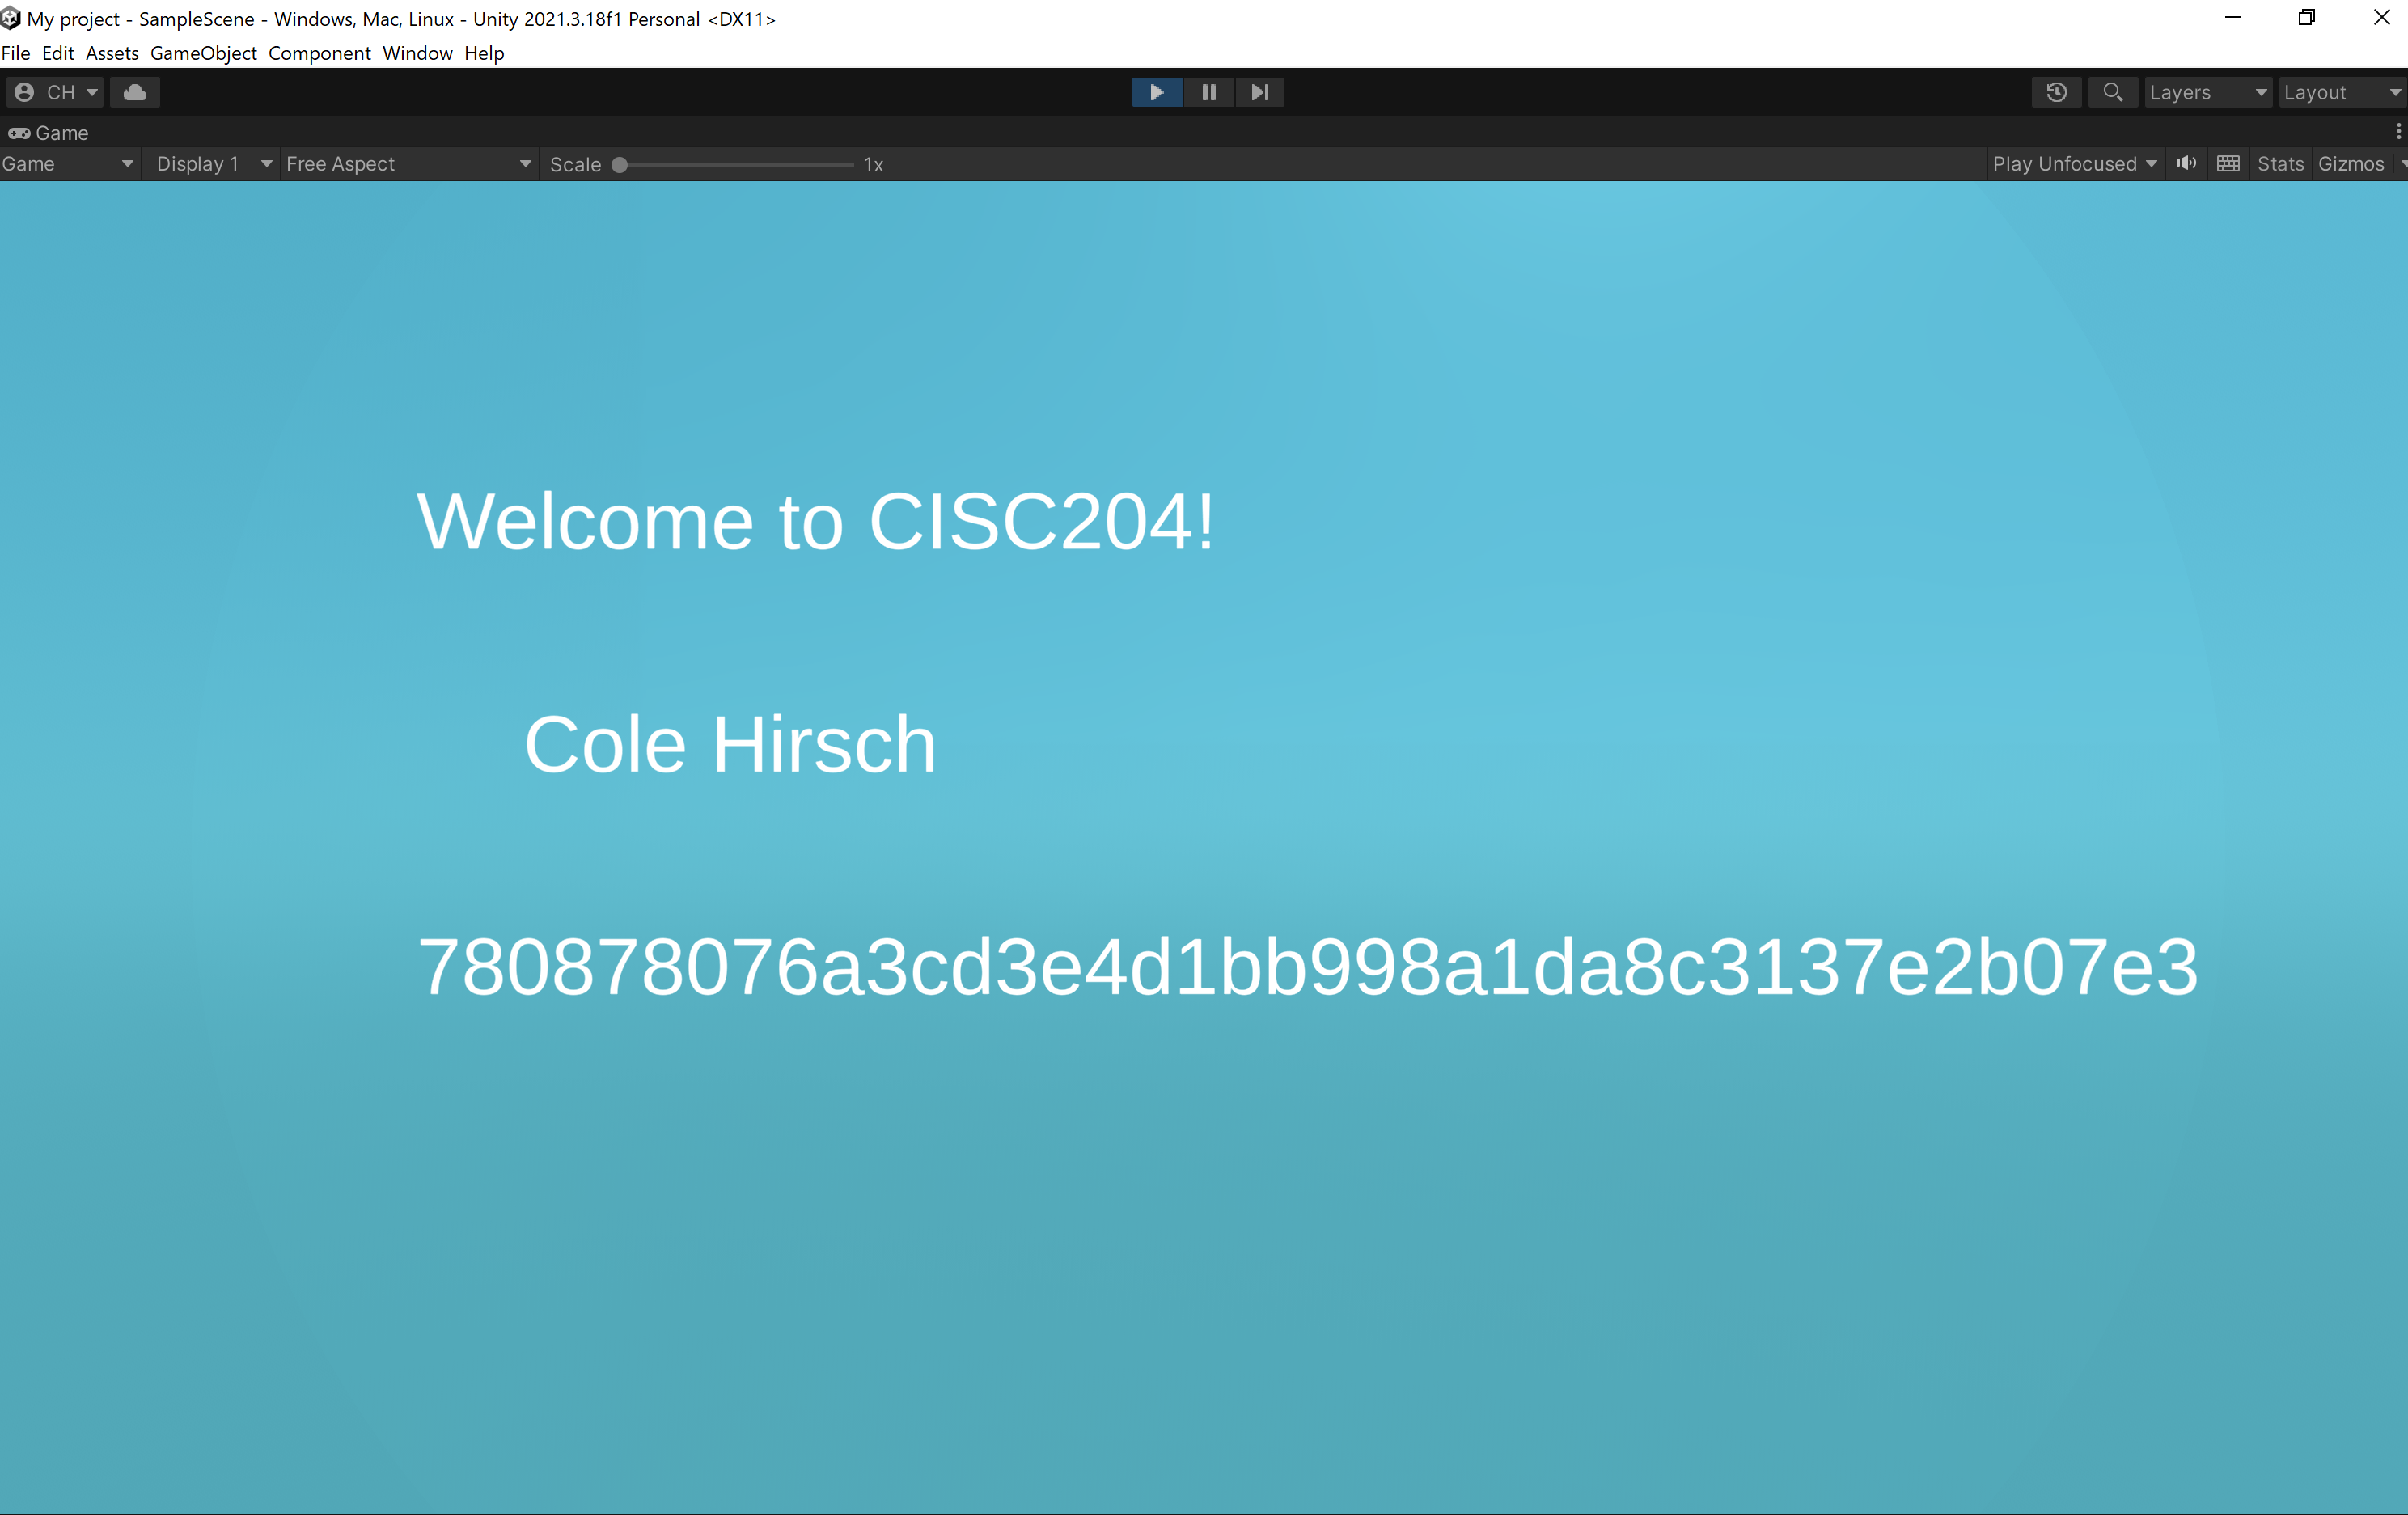 My project - SampleScene - Windows, Mac, Linux - Unity 2021.3.18f1 Personal <DX11>
File Edit Assets GameObject Component Window Help
CH Layers Layout
Game
Game Display 1 Free Aspect Scale 1x Play Unfocused Stats Gizmos
Welcome to CISC204!
Cole Hirsch
780878076a3cd3e4d1bb998a1da8c3137e2b07e3